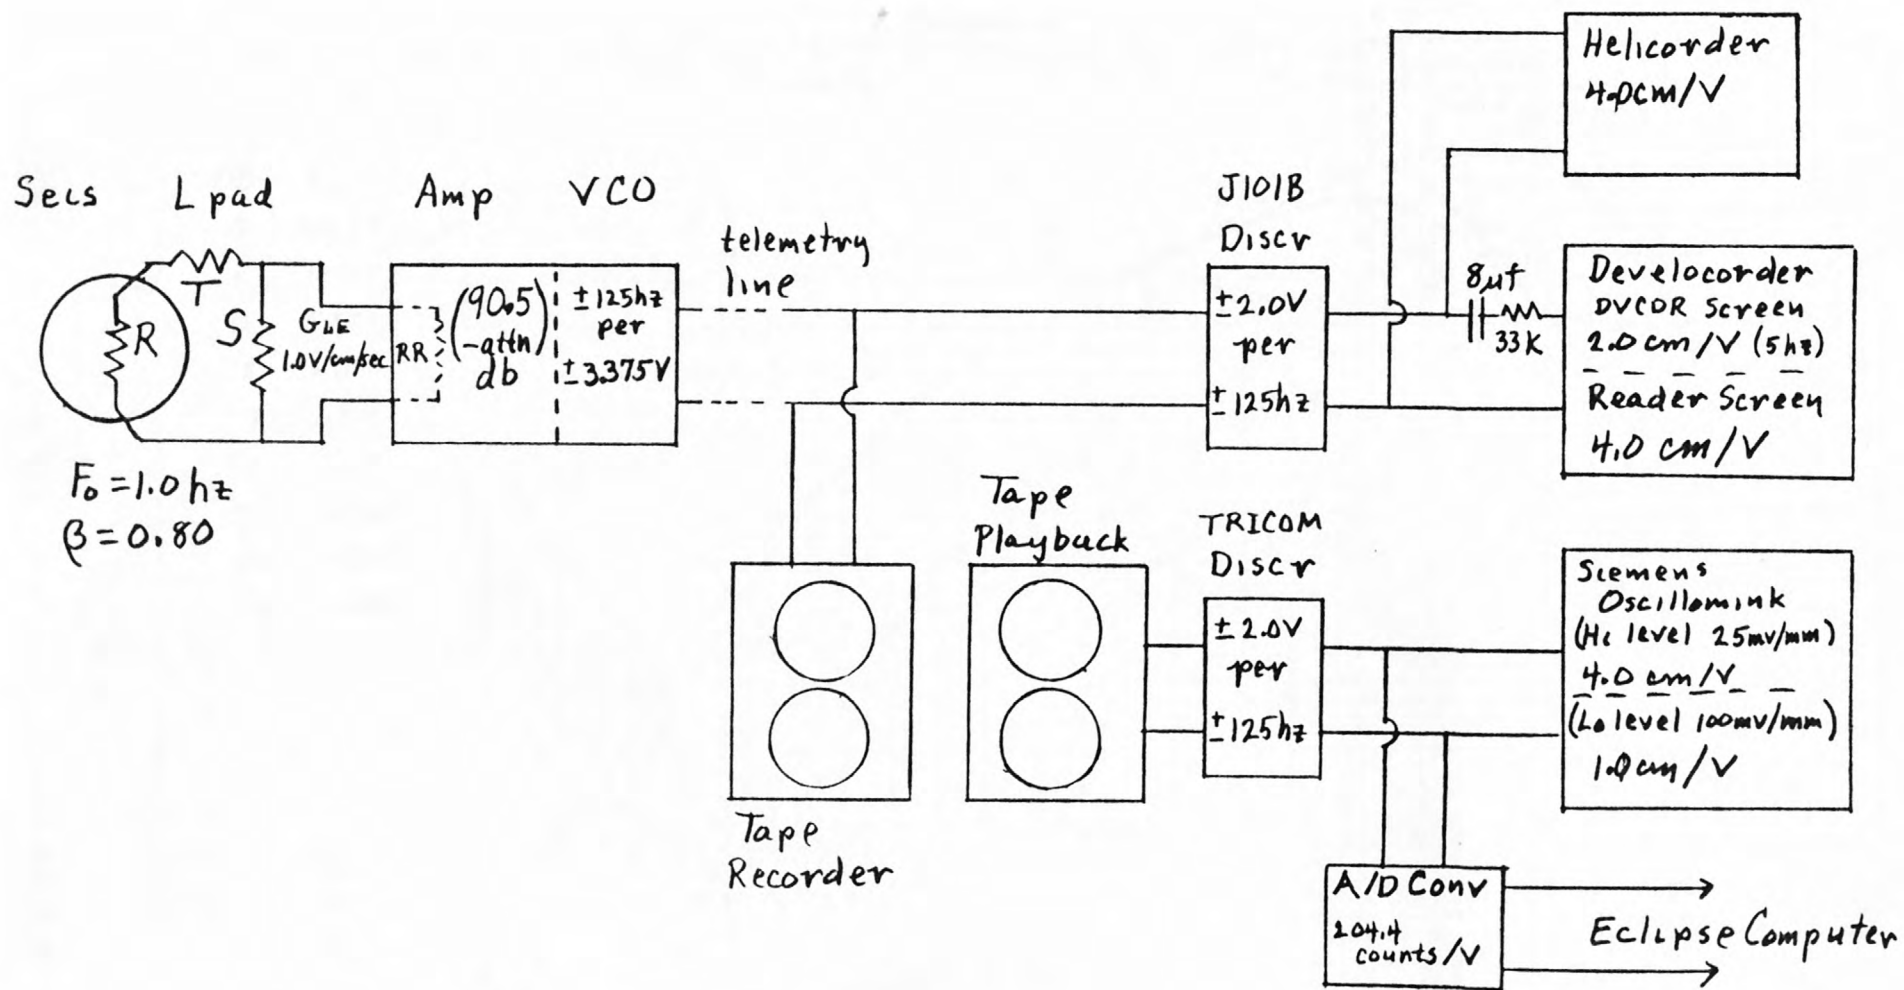 Seis
L pad
Amp
VCO
R
T
S
GLE
1.0V/cm/sec
RR
(90.5)
(-attn)
db
±125hz
per
±3.375V
F₀ = 1.0 hz
β = 0.80
telemetry
line
J101B
Discr
±2.0V
per
±125hz
8μf
33K
Helicorder
4.0cm/V
Develocorder
DVCDR Screen
2.0 cm/V (5hz)
Reader Screen
4.0 cm/V
Tape
Recorder
Tape
Playback
TRICOM
Discr
±2.0V
per
±125hz
Siemens
Oscillomink
(Hi level 25mv/mm)
4.0 cm/V
(Lo level 100mv/mm)
1.0cm/V
A/D Conv
204.4
counts/V
Eclipse Computer